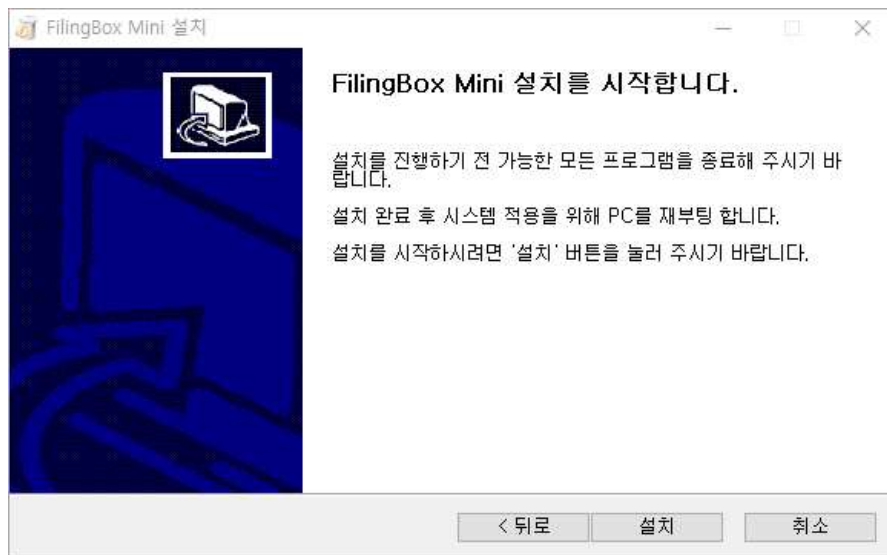 FilingBox Mini 설치
FilingBox Mini 설치를 시작합니다.
설치를 진행하기 전 가능한 모든 프로그램을 종료해 주시기 바
랍니다.
설치 완료 후 시스템 적용을 위해 PC를 재부팅 합니다.
설치를 시작하시려면 '설치' 버튼을 눌러 주시기 바랍니다.
< 뒤로 설치 취소